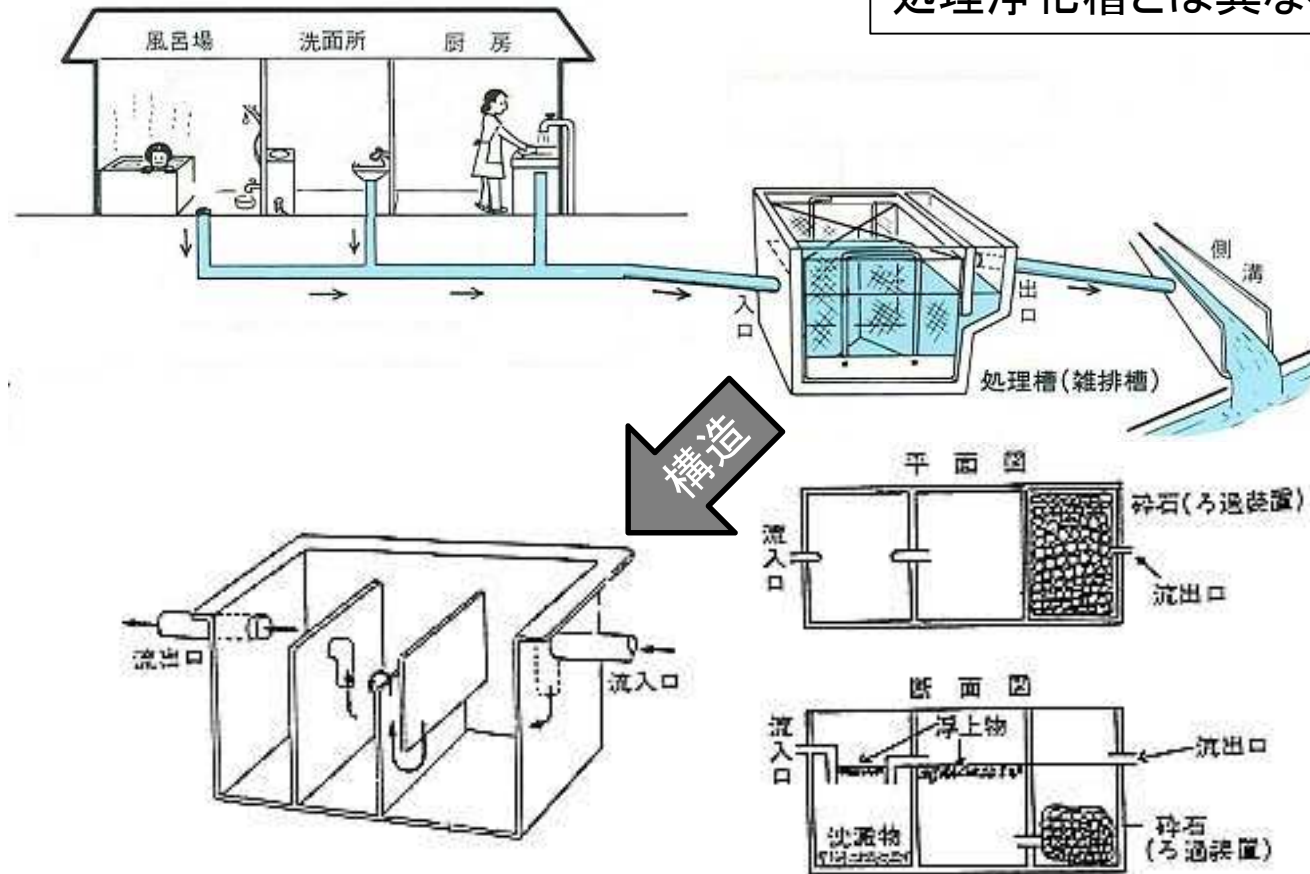 処理浄化槽とは異な
風呂場
洗面所
厨 房
入口
出口
側溝
処理槽(雑排槽)
構造
平 面 図
流入口
砕石(ろ過装置)
流出口
流出口
流入口
断 面 図
流入口
浮上物
流出口
沈澱物
砕石
(ろ過装置)